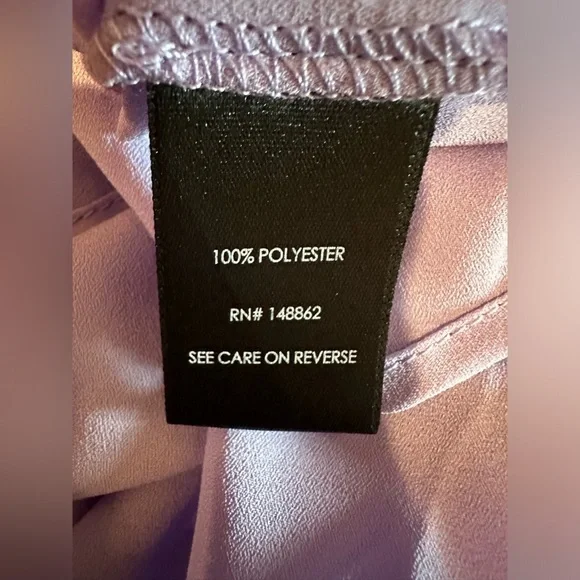 100% POLYESTER
RN# 148862
SEE CARE ON REVERSE